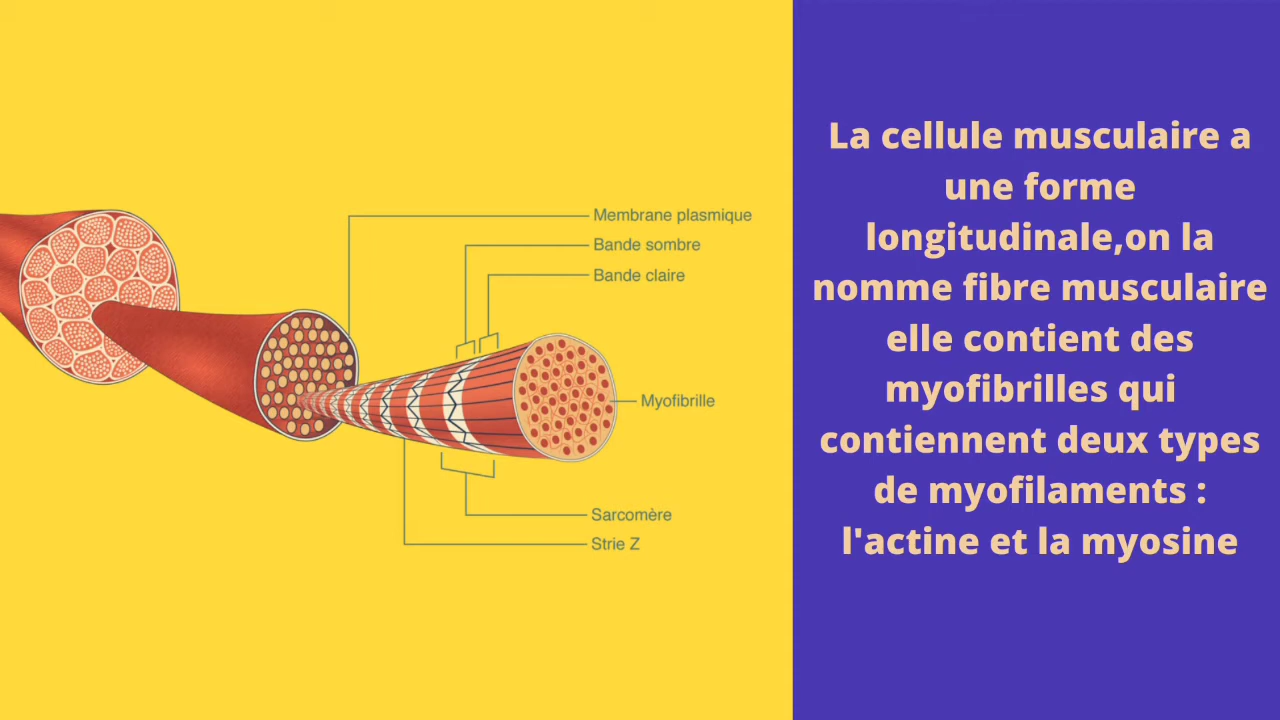 Membrane plasmique
Bande sombre
Bande claire
Myofibrille
Sarcomère
Strie Z
La cellule musculaire a
une forme
longitudinale,on la
nomme fibre musculaire
elle contient des
myofibrilles qui
contiennent deux types
de myofilaments :
l'actine et la myosine